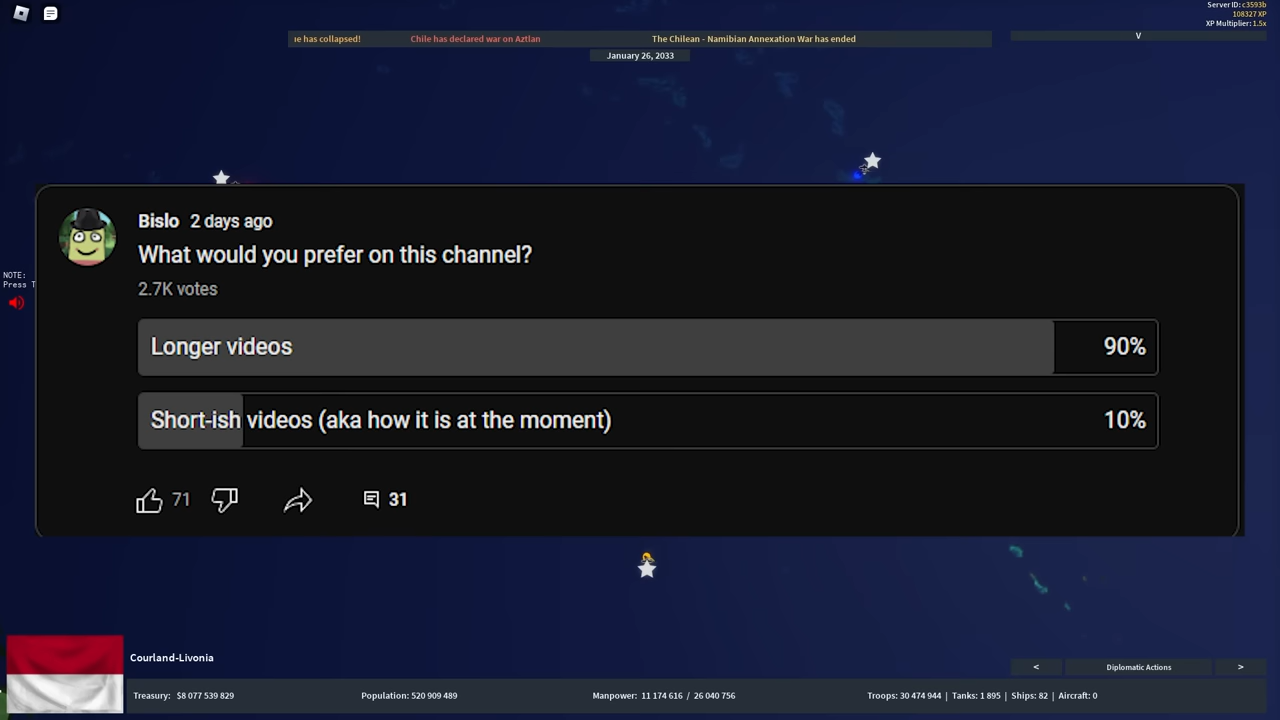 Server ID: c3593b
108327 XP
XP Multiplier: 1.5x
ıe has collapsed!
Chile has declared war on Aztlan
The Chilean - Namibian Annexation War has ended
V
January 26, 2033
Bislo 2 days ago
What would you prefer on this channel?
2.7K votes
NOTE:
Press T
Longer videos 90%
Short-ish videos (aka how it is at the moment) 10%
71
31
Courland-Livonia
< Diplomatic Actions >
Treasury: $8 077 539 829
Population: 520 909 489
Manpower: 11 174 616 / 26 040 756
Troops: 30 474 944 | Tanks: 1 895 | Ships: 82 | Aircraft: 0